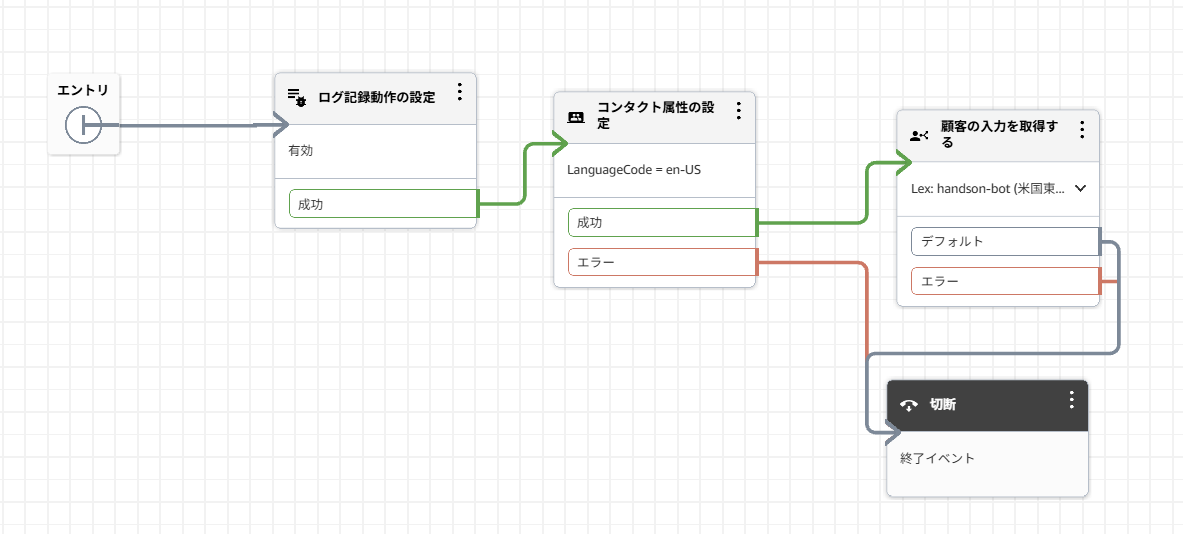 エントリ
ログ記録動作の設定
有効
成功
コンタクト属性の設
定
LanguageCode = en-US
成功
エラー
顧客の入力を取得す
る
Lex: handson-bot (米国東...
デフォルト
エラー
切断
終了イベント